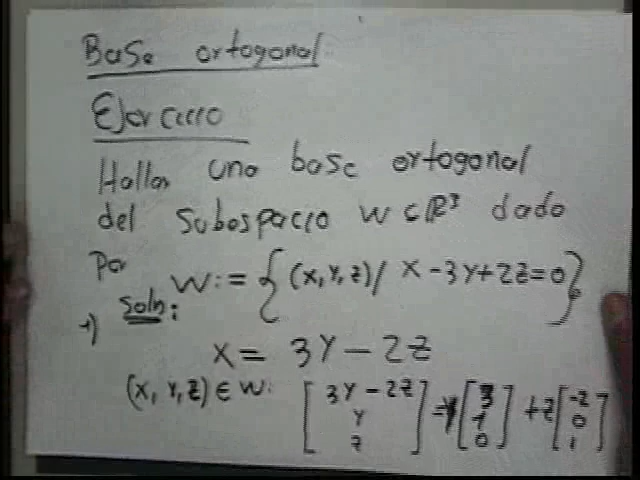 Base ortogonal
Ejercicio
Hallar una base ortogonal
del subespacio W ⊂ ℝ³ dado
Por W := { (x, y, z) / x - 3y + 2z = 0 }
Soln:
1)
x = 3y - 2z
(x, y, z) ∈ W: [3y - 2z y z] = y [3 1 0] + z [-2 0 1]